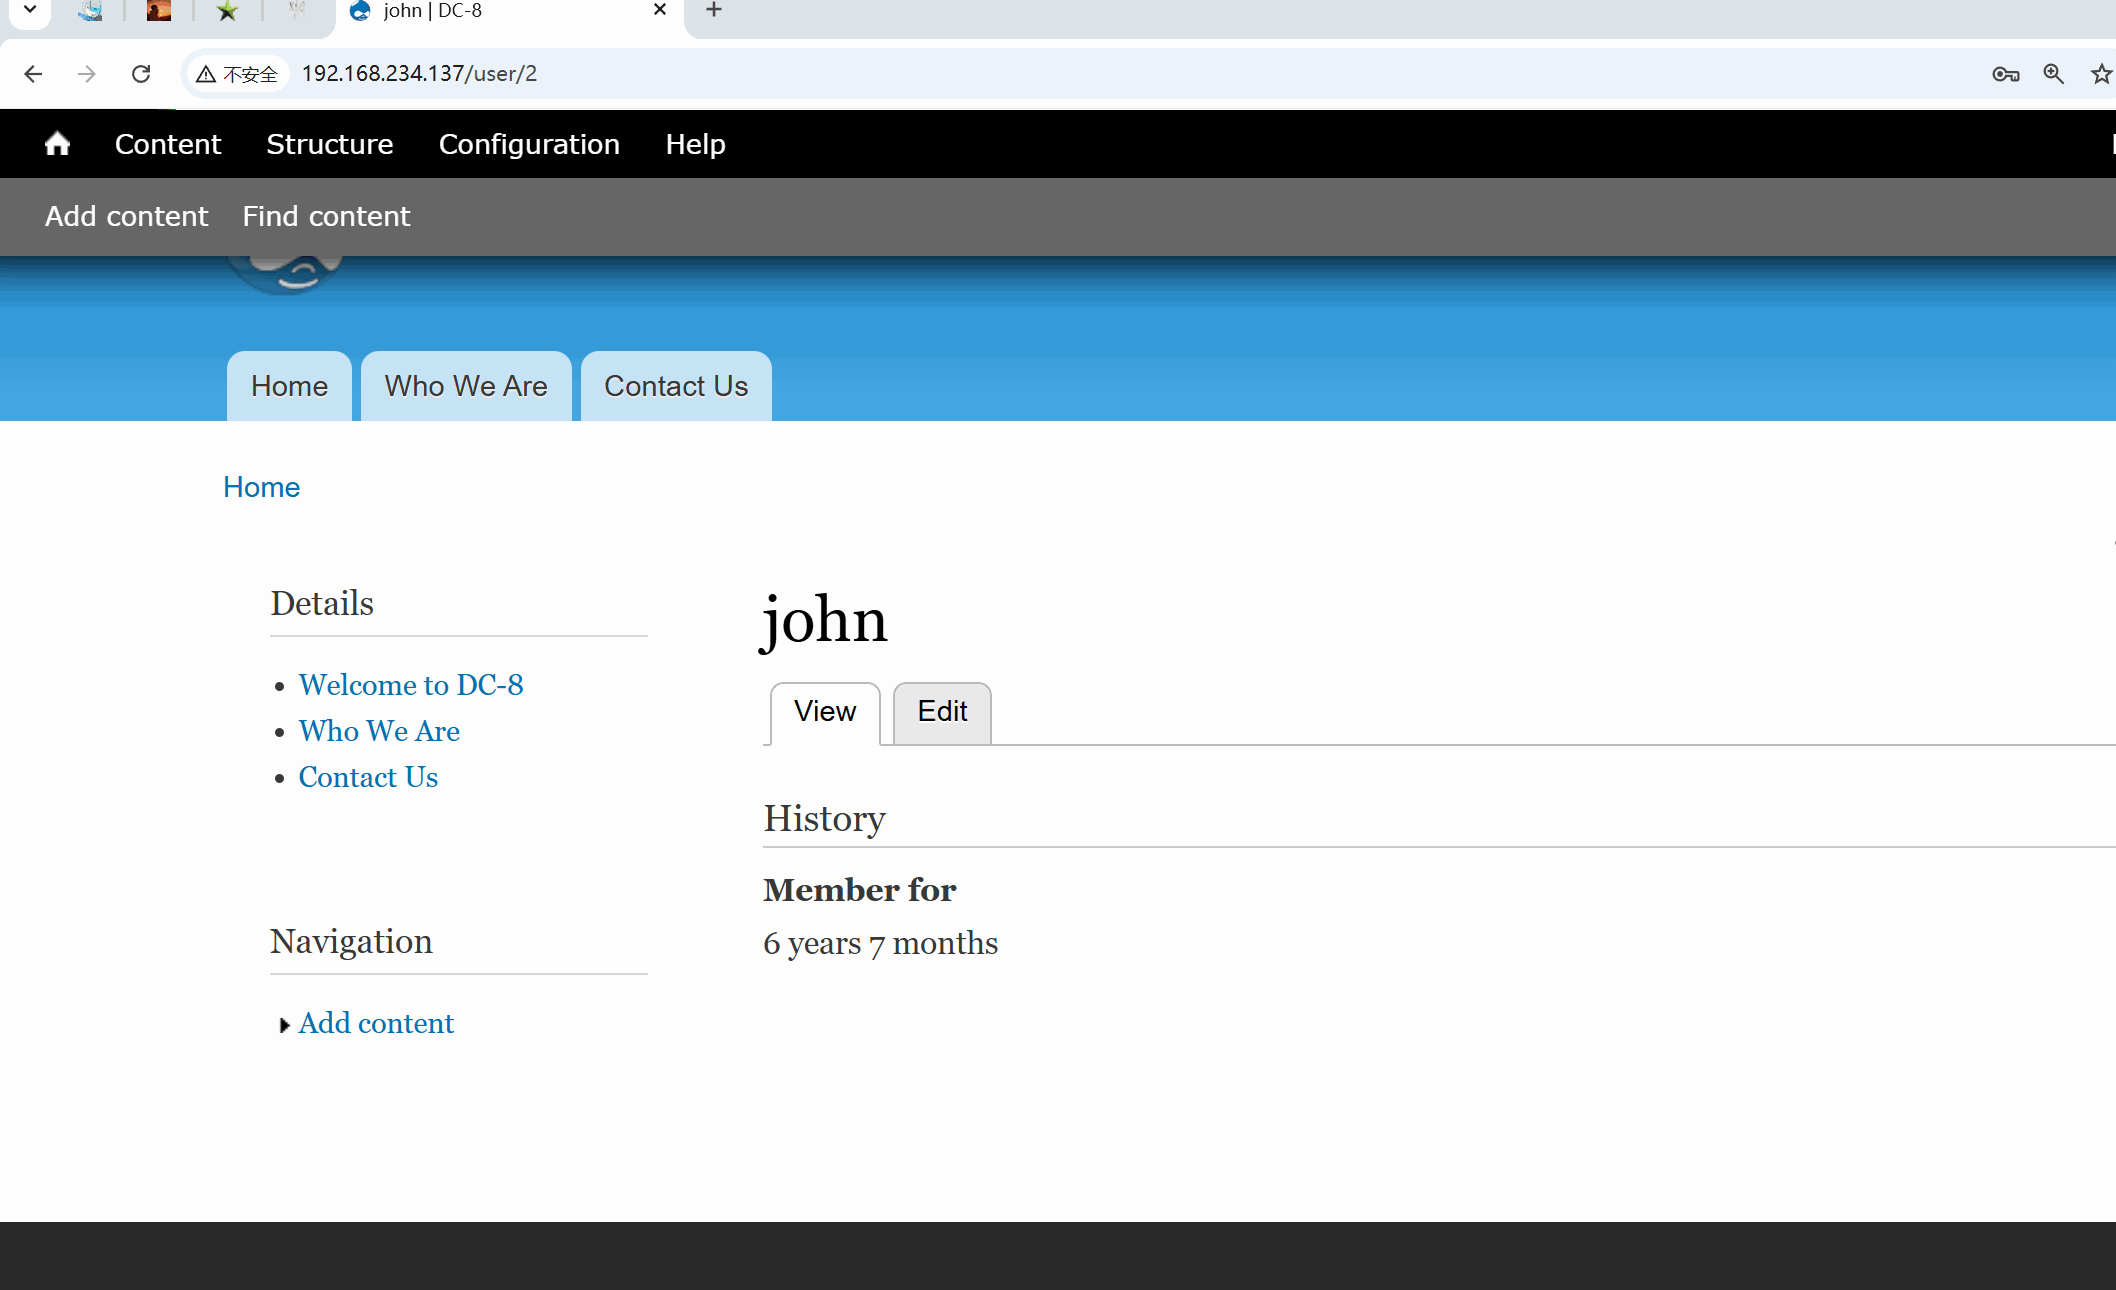 john | DC-8
不安全 192.168.234.137/user/2
Content Structure Configuration Help
Add content Find content
Home Who We Are Contact Us
Home
Details
Welcome to DC-8
Who We Are
Contact Us
Navigation
Add content
john
View Edit
History
Member for
6 years 7 months